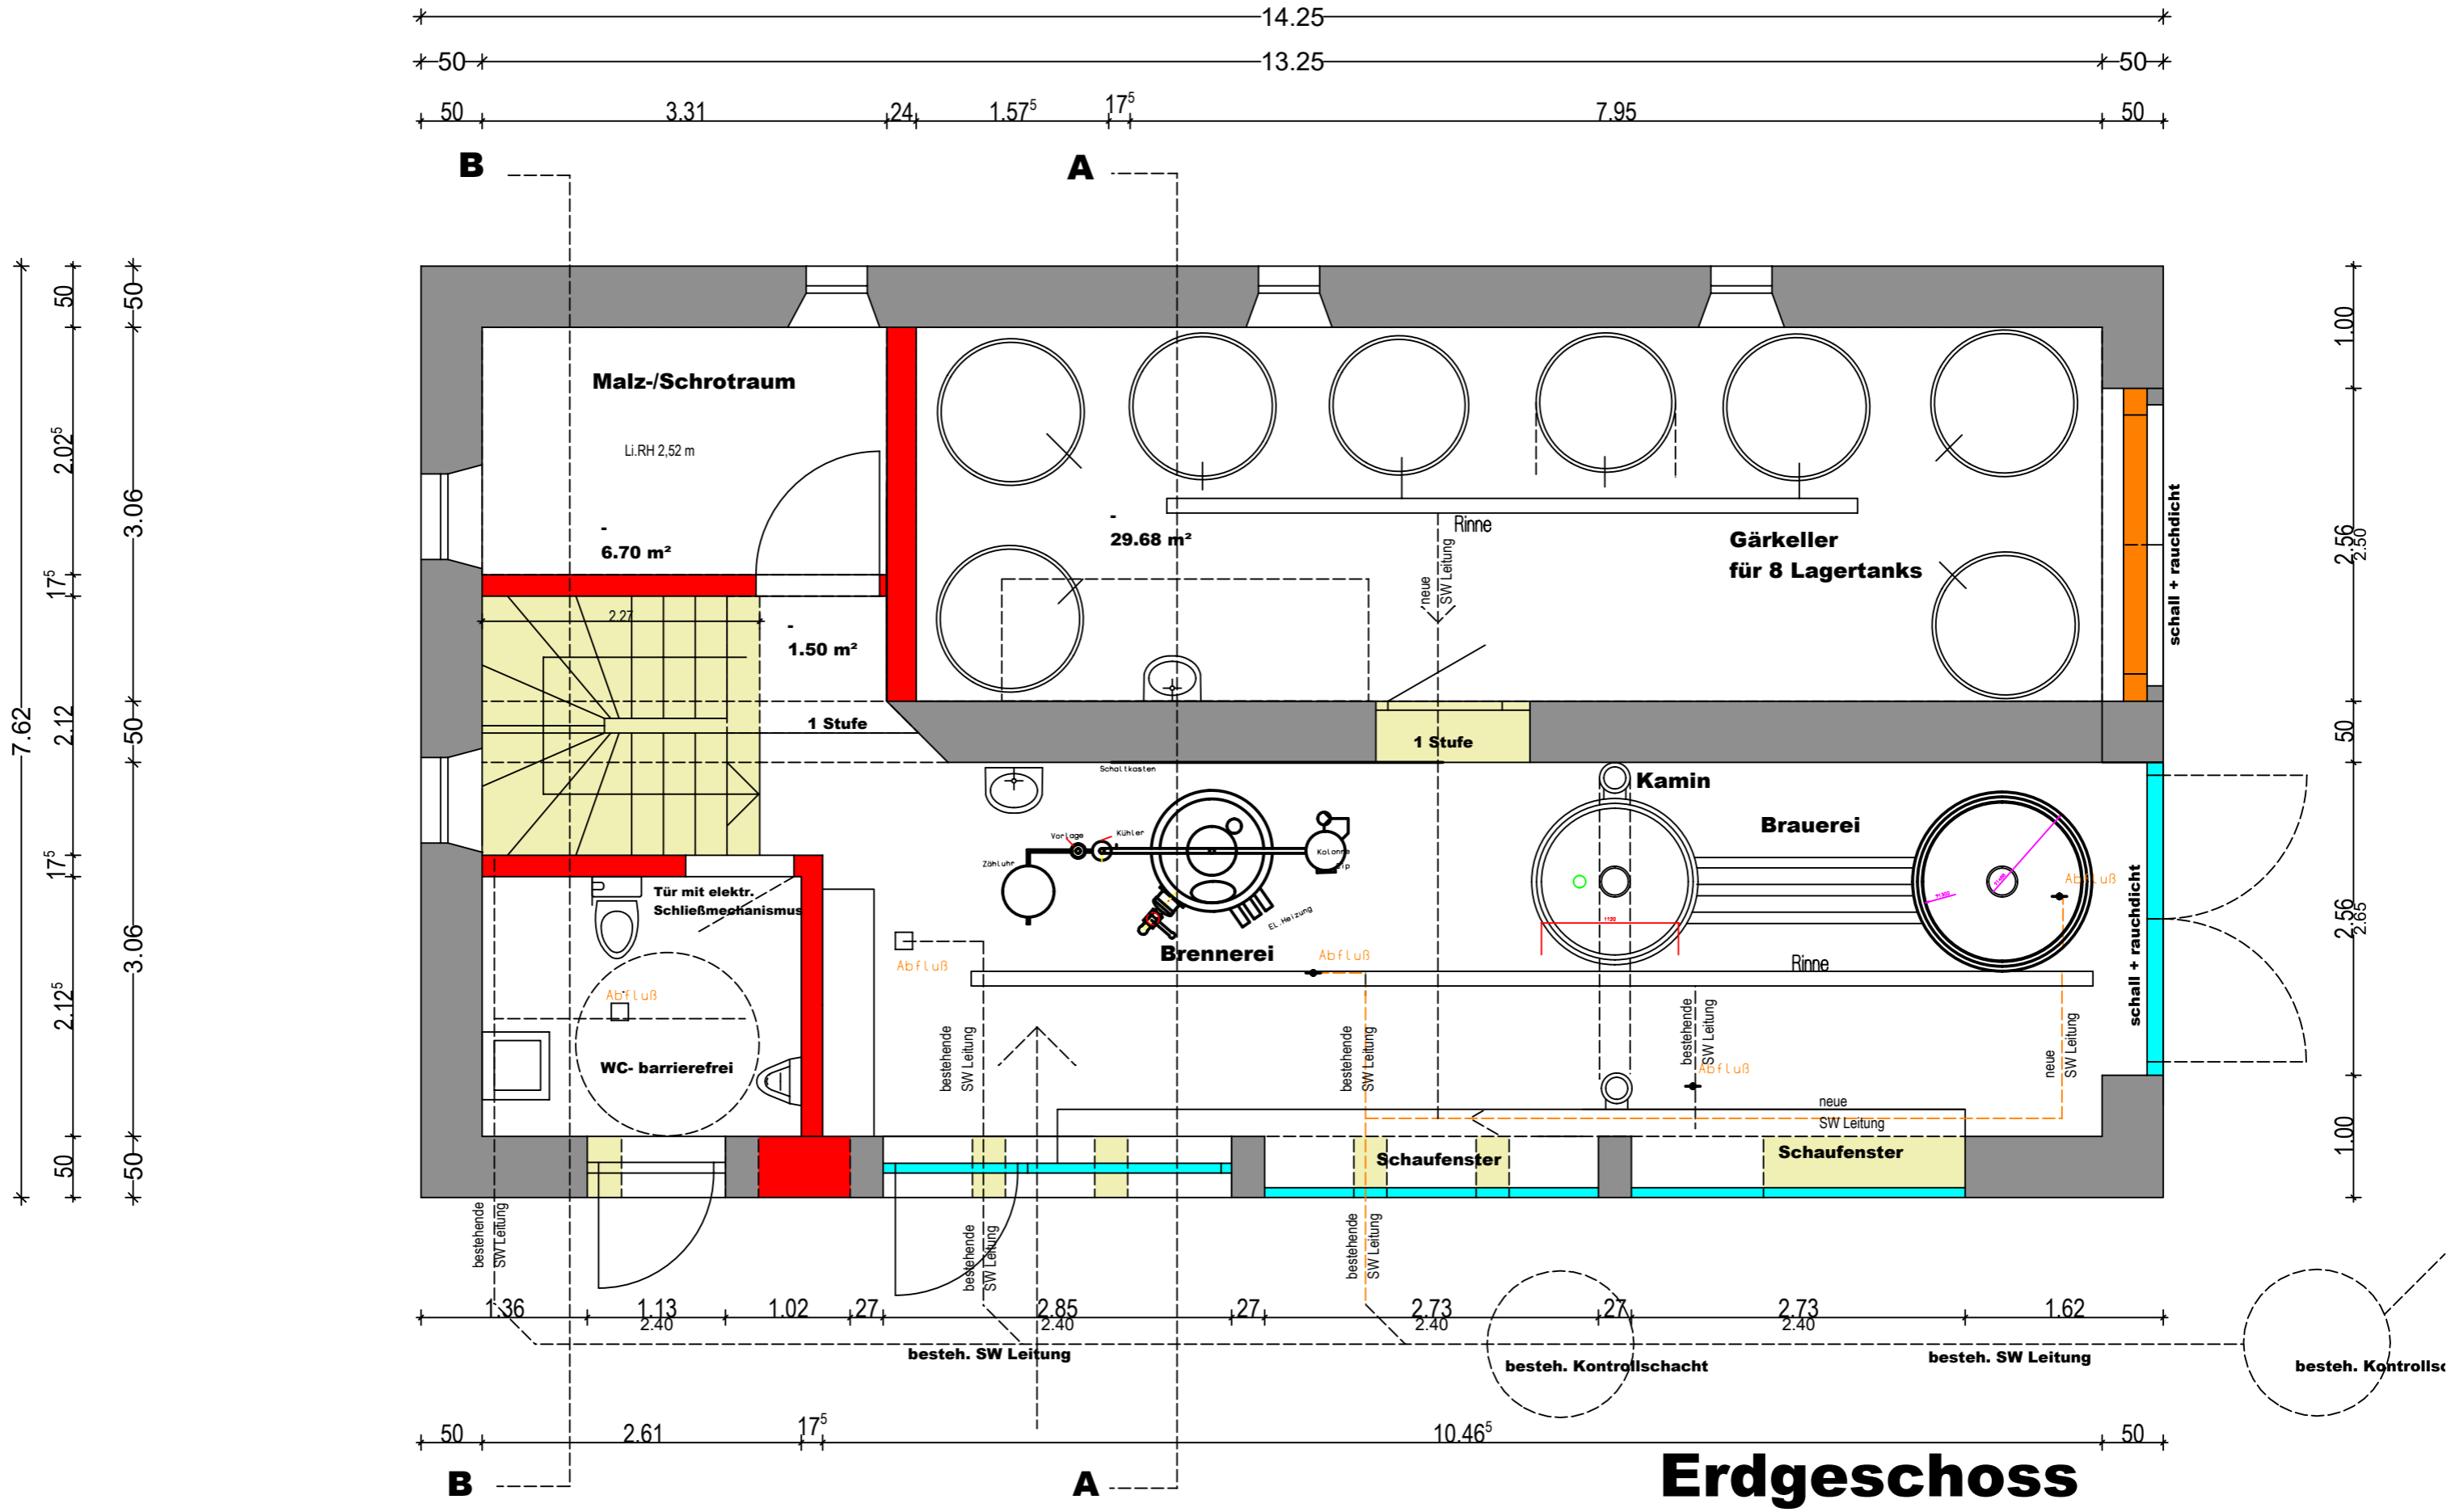 14.25
50 13.25 50
50 3.31 24 1.57⁵ 17⁵ 7.95 50
B A
50 2.02⁵ 17⁵ 2.12 17⁵ 2.12⁵ 50
7.62
50 3.06 50 3.06 50
Malz-/Schrotraum
Li.RH 2,52 m
-
6.70 m²
2.27
-
1.50 m²
1 Stufe
-
29.68 m²
Rinne
neue
SW Leitung
Gärkeller
für 8 Lagertanks
schall + rauchdicht
1.00
2.56
2.50
50
2.56
2.65
1.00
1 Stufe
Schaltkasten
Kamin
Brauerei
Vorlage
Kühler
Zähluhr
EL.Heizung
Brennerei
1100
Abfluß
Abfluß
Abfluß
Rinne
schall + rauchdicht
Tür mit elektr.
Schließmechanismus
Abfluß
WC- barrierefrei
bestehende
SW Leitung
bestehende
SW Leitung
bestehende
SW Leitung
Abfluß
neue
SW Leitung
neue
SW Leitung
Schaufenster
Schaufenster
bestehende
SW Leitung
bestehende
SW Leitung
bestehende
SW Leitung
1.36 1.13 1.02 27 2.85 27 2.73 27 2.73 1.62
2.40 2.40 2.40 2.40
besteh. SW Leitung
besteh. Kontrollschacht
besteh. SW Leitung
besteh. Kontrollsc
50 2.61 17⁵ 10.46⁵ 50
B A
Erdgeschoss